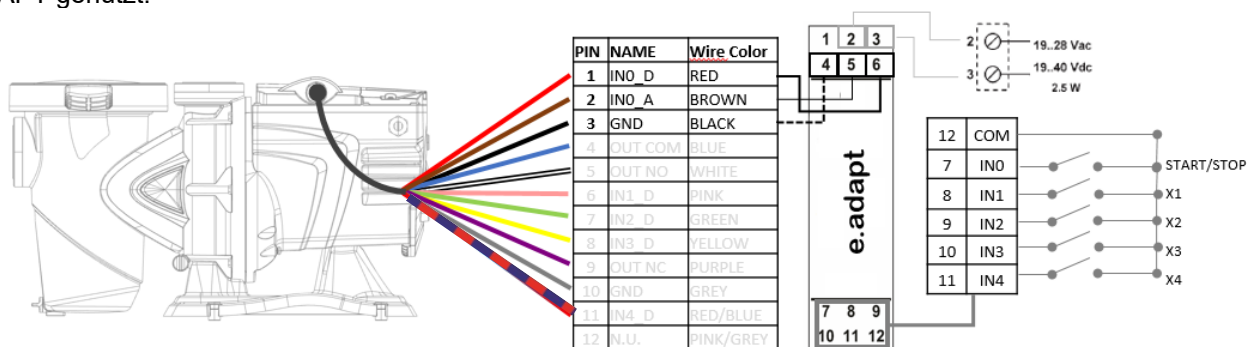 PIN NAME Wire Color
1 IN0_D RED
2 IN0_A BROWN
3 GND BLACK
4 OUT COM BLUE
5 OUT NO WHITE
6 IN1_D PINK
7 IN2_D GREEN
8 IN3_D YELLOW
9 OUT NC PURPLE
10 GND GREY
11 IN4_D RED/BLUE
12 N.U. PINK/GREY
1 2 3
4 5 6
e.adapt
7 8 9
10 11 12
2 19..28 Vac
3 19..40 Vdc
2.5 W
12 COM
7 IN0 START/STOP
8 IN1 X1
9 IN2 X2
10 IN3 X3
11 IN4 X4